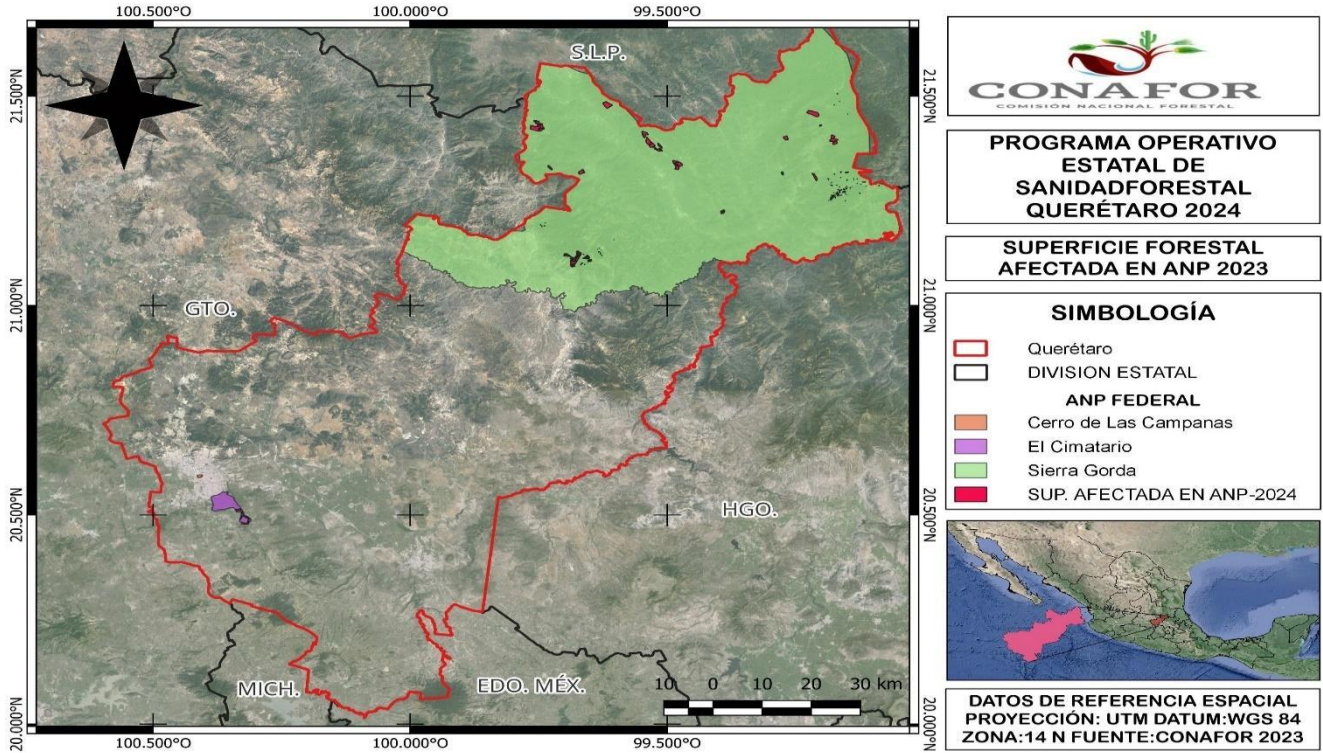 100.500°O
100.000°O
99.500°O
21.500°N
21.000°N
20.500°N
20.000°N
S.L.P.
GTO.
HGO.
MICH.
EDO. MÉX.
10 0 10 20 30 km
21.500°N
21.000°N
20.500°N
20.000°N
100.500°O
100.000°O
99.500°O
CONAFOR
COMISIÓN NACIONAL FORESTAL
PROGRAMA OPERATIVO
ESTATAL DE
SANIDADFORESTAL
QUERÉTARO 2024
SUPERFICIE FORESTAL
AFECTADA EN ANP 2023
SIMBOLOGÍA
Querétaro
DIVISION ESTATAL
ANP FEDERAL
Cerro de Las Campanas
El Cimatario
Sierra Gorda
SUP. AFECTADA EN ANP-2024
DATOS DE REFERENCIA ESPACIAL
PROYECCIÓN: UTM DATUM:WGS 84
ZONA:14 N FUENTE:CONAFOR 2023